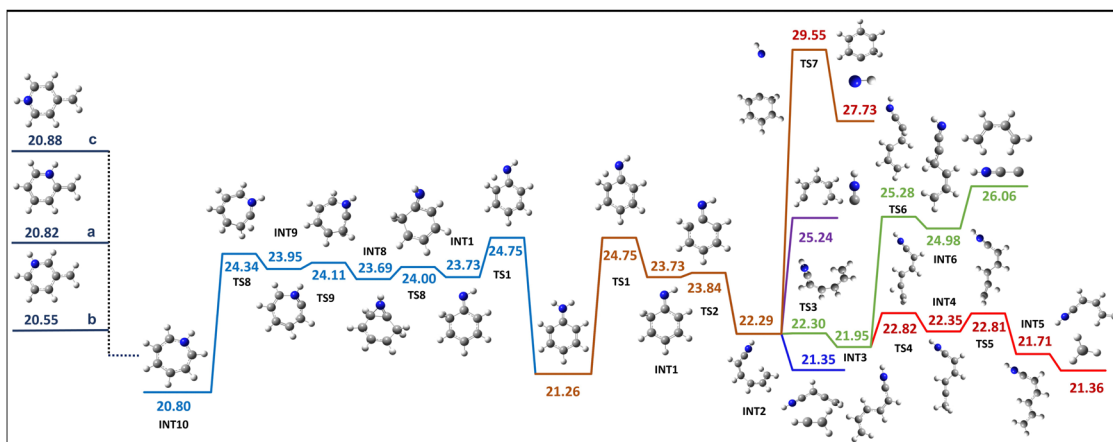 20.88 c
20.82 a
20.55 b
20.80
INT10
24.34
TS8
INT9
23.95
24.11
TS9
INT8
23.69
24.00
TS8
INT1
23.73
24.75
TS1
21.26
24.75
TS1
23.73
INT1
23.84
TS2
22.29
INT2
29.55
TS7
27.73
25.24
TS3
22.30
21.35
21.95
INT3
25.28
TS6
24.98
INT6
26.06
22.82
TS4
INT4
22.35
22.81
TS5
INT5
21.71
21.36